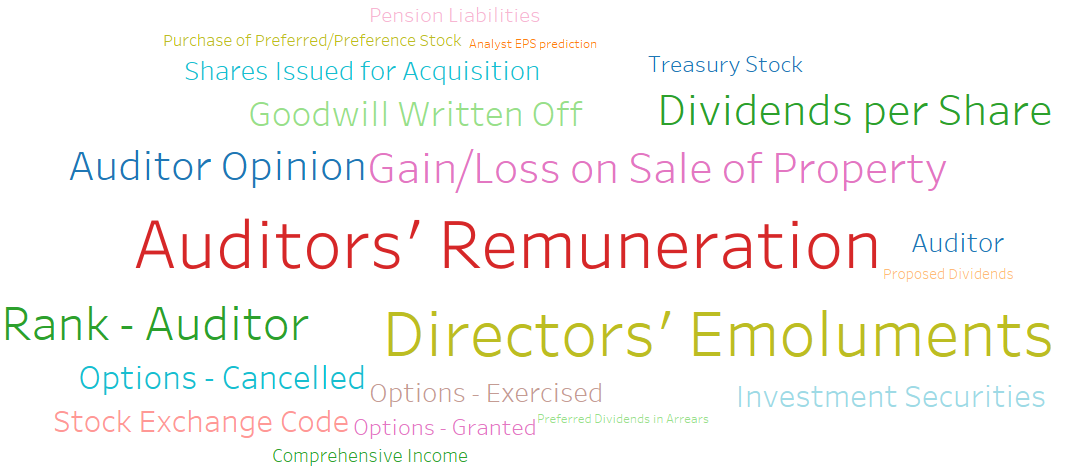 Pension Liabilities
Purchase of Preferred/Preference Stock
Analyst EPS prediction
Shares Issued for Acquisition
Treasury Stock
Goodwill Written Off
Dividends per Share
Auditor Opinion
Gain/Loss on Sale of Property
Auditors’ Remuneration
Auditor
Proposed Dividends
Rank - Auditor
Directors’ Emoluments
Options - Cancelled
Options - Exercised
Investment Securities
Stock Exchange Code
Options - Granted
Preferred Dividends in Arrears
Comprehensive Income